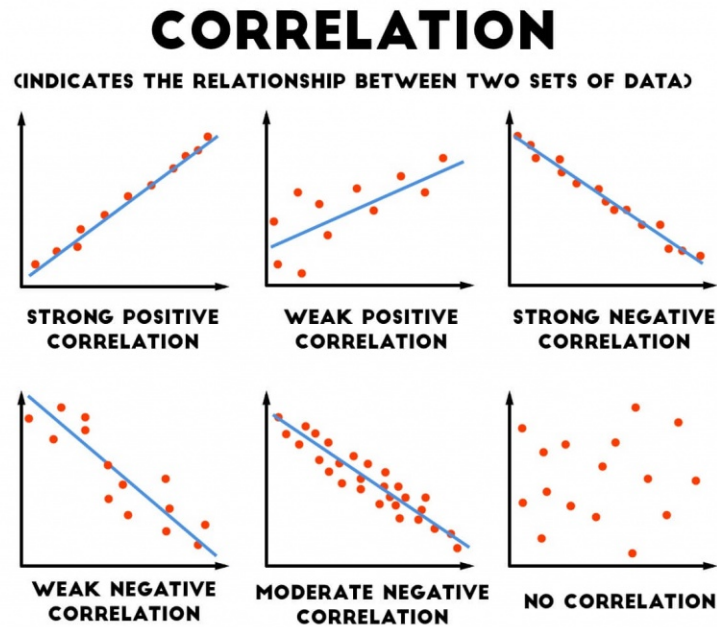 CORRELATION
(INDICATES THE RELATIONSHIP BETWEEN TWO SETS OF DATA)
STRONG POSITIVE
CORRELATION
WEAK POSITIVE
CORRELATION
STRONG NEGATIVE
CORRELATION
WEAK NEGATIVE
CORRELATION
MODERATE NEGATIVE
CORRELATION
NO CORRELATION